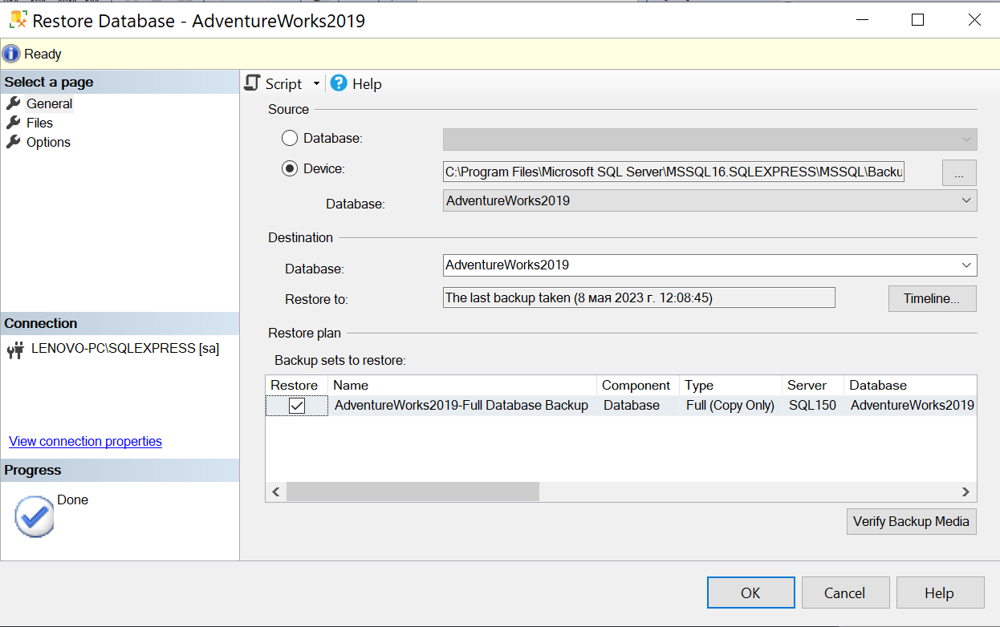 Restore Database - AdventureWorks2019
Ready
Select a page
General
Files
Options
Connection
LENOVO-PC\SQLEXPRESS [sa]
View connection properties
Progress
Done
Script
Help
Source
Database:
Device:
C:\Program Files\Microsoft SQL Server\MSSQL16.SQLEXPRESS\MSSQL\Backu
...
Database:
AdventureWorks2019
Destination
Database:
AdventureWorks2019
Restore to:
The last backup taken (8 мая 2023 г. 12:08:45)
Timeline...
Restore plan
Backup sets to restore:
Restore Name Component Type Server Database
AdventureWorks2019-Full Database Backup Database Full (Copy Only) SQL150 AdventureWorks2019
Verify Backup Media
OK Cancel Help